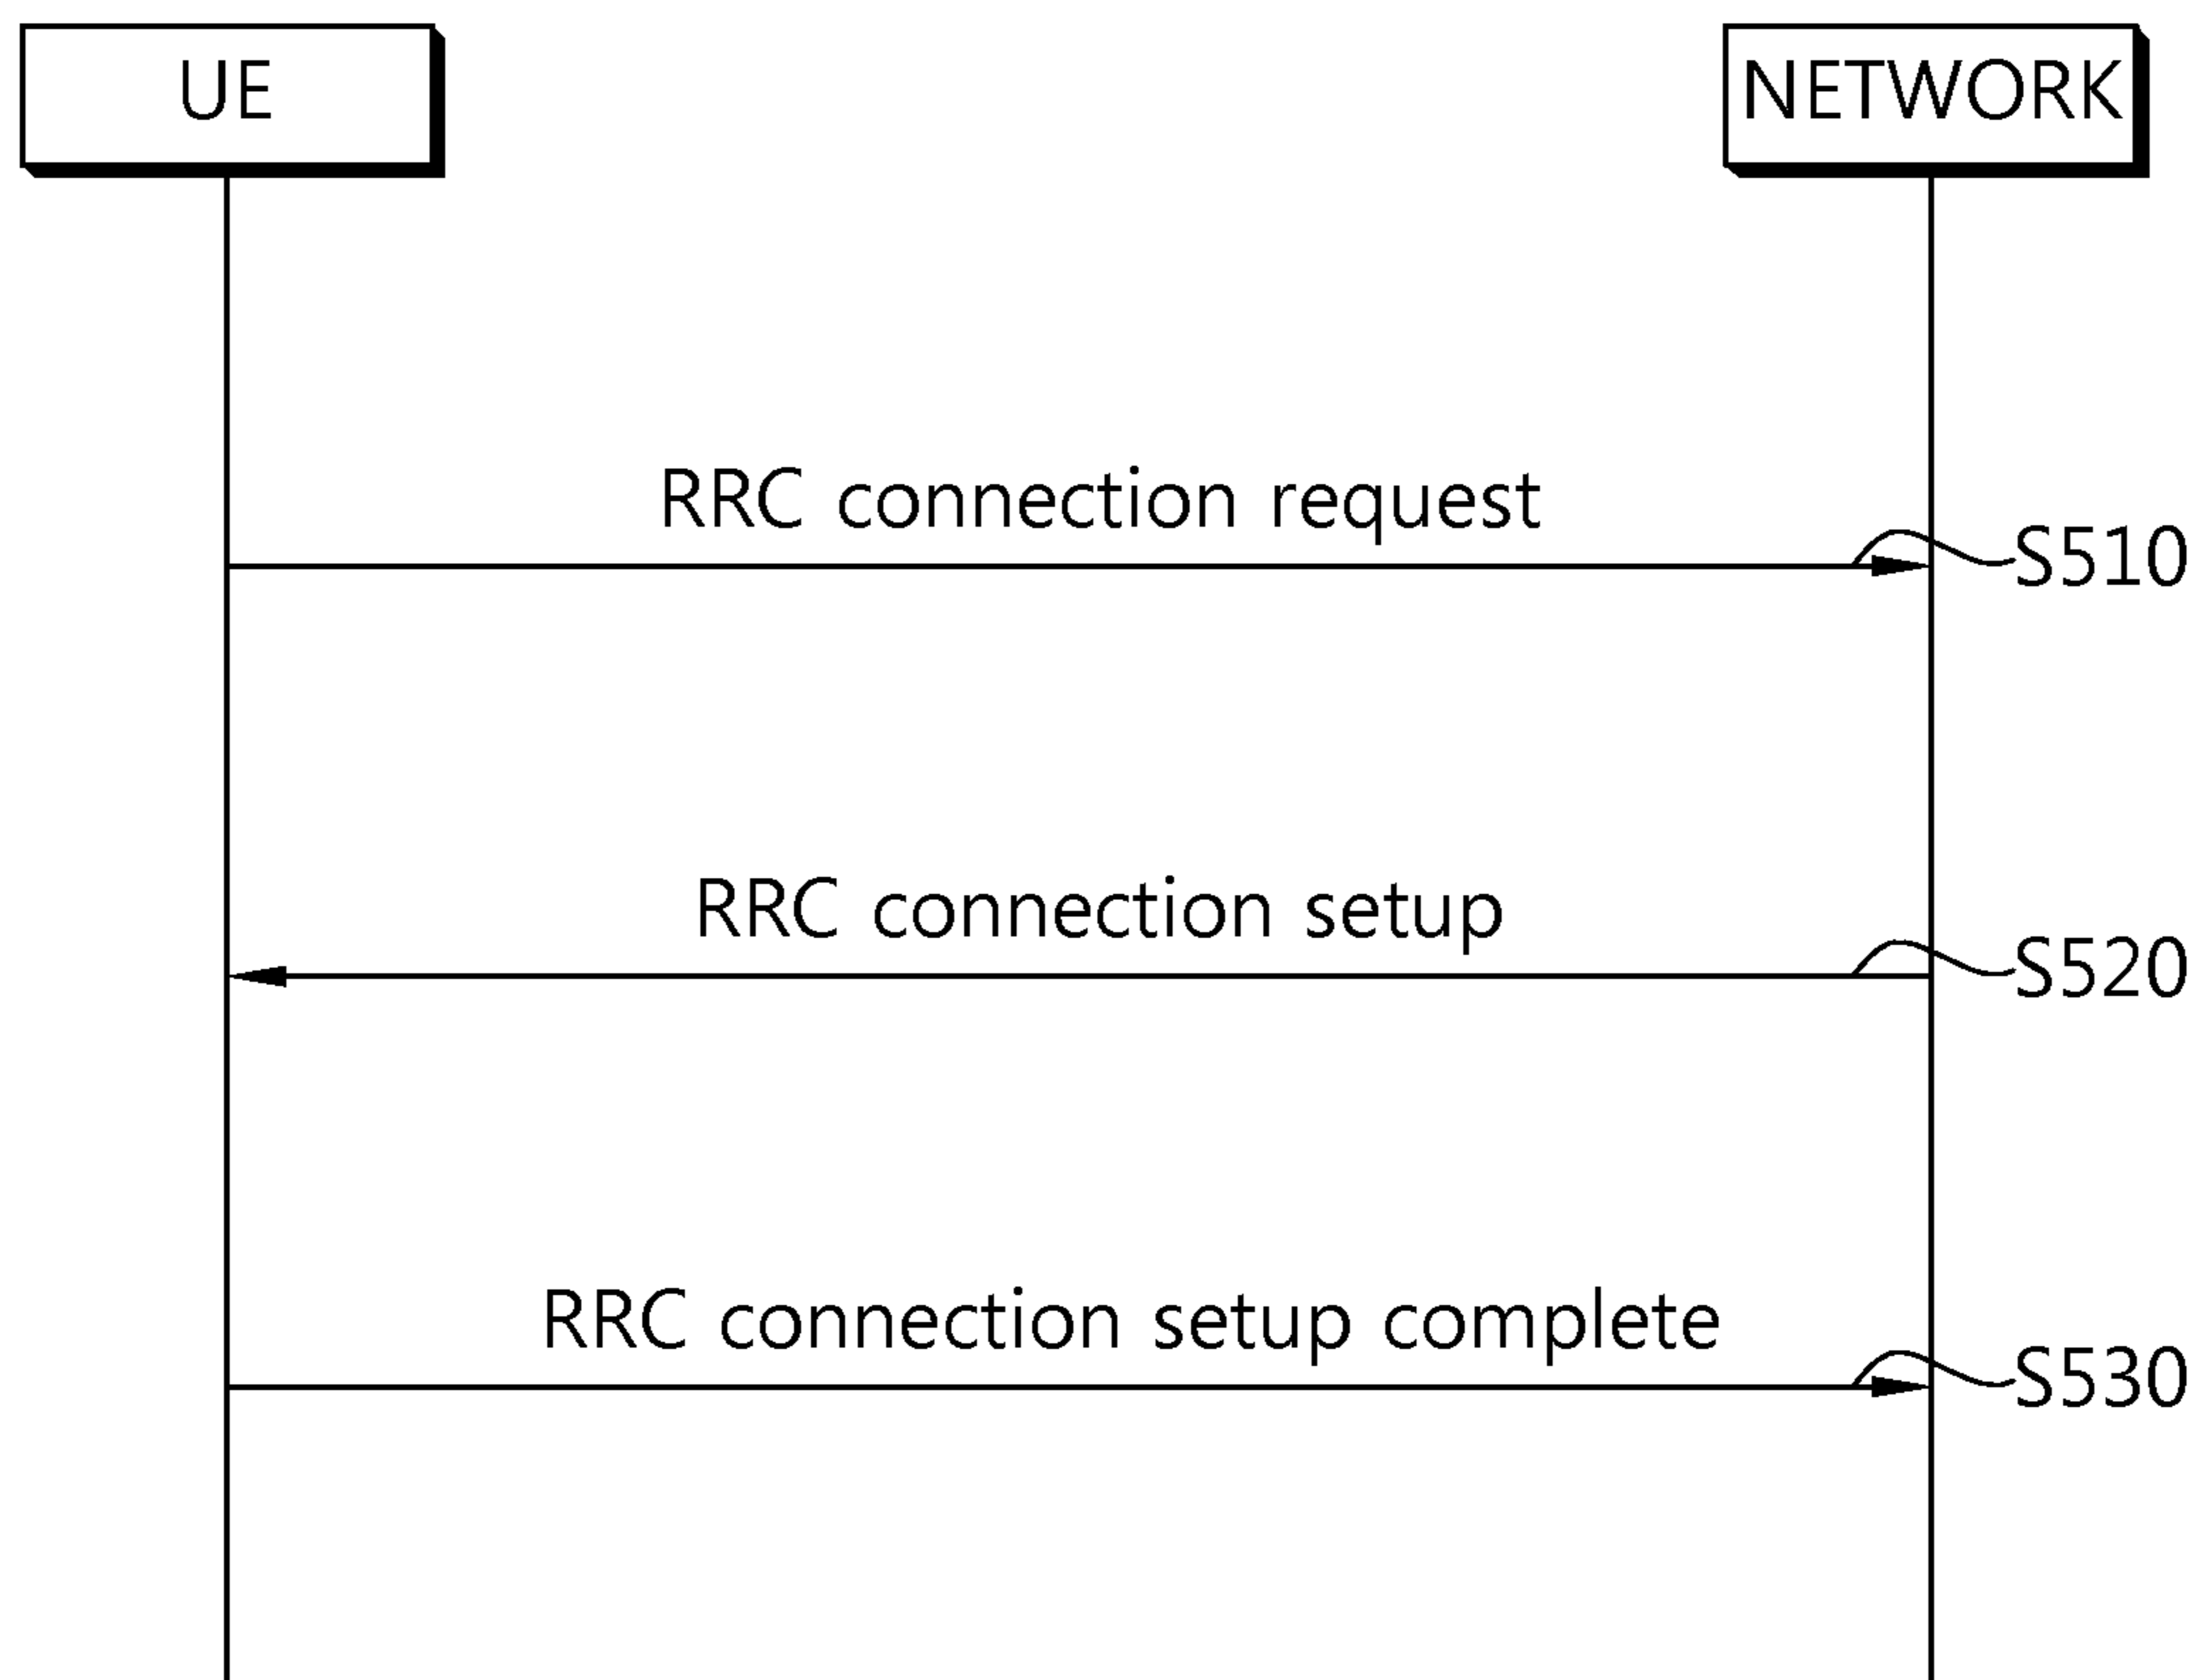 UE
NETWORK
RRC connection request
S510
RRC connection setup
S520
RRC connection setup complete
S530